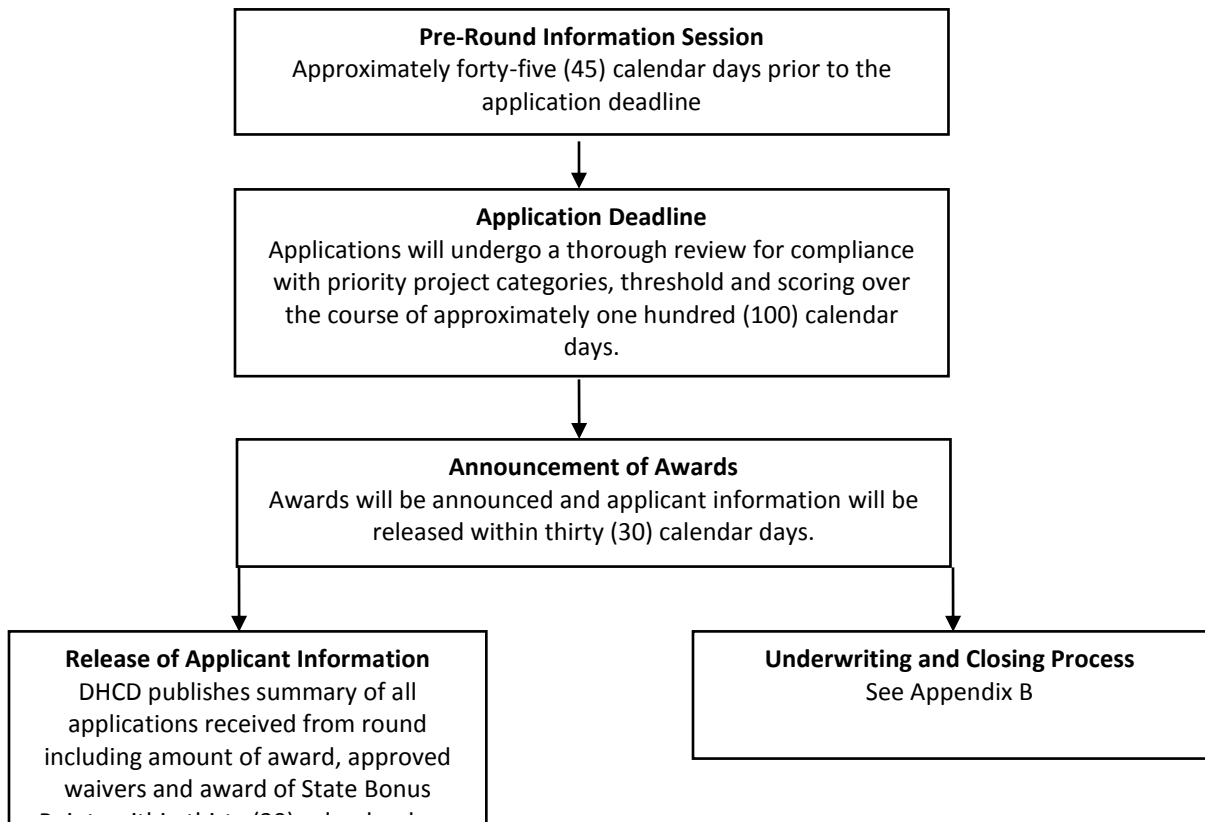 Pre-Round Information Session
Approximately forty-five (45) calendar days prior to the
application deadline
Application Deadline
Applications will undergo a thorough review for compliance
with priority project categories, threshold and scoring over
the course of approximately one hundred (100) calendar
days.
Announcement of Awards
Awards will be announced and applicant information will be
released within thirty (30) calendar days.
Release of Applicant Information
DHCD publishes summary of all
applications received from round
including amount of award, approved
waivers and award of State Bonus
Underwriting and Closing Process
See Appendix B